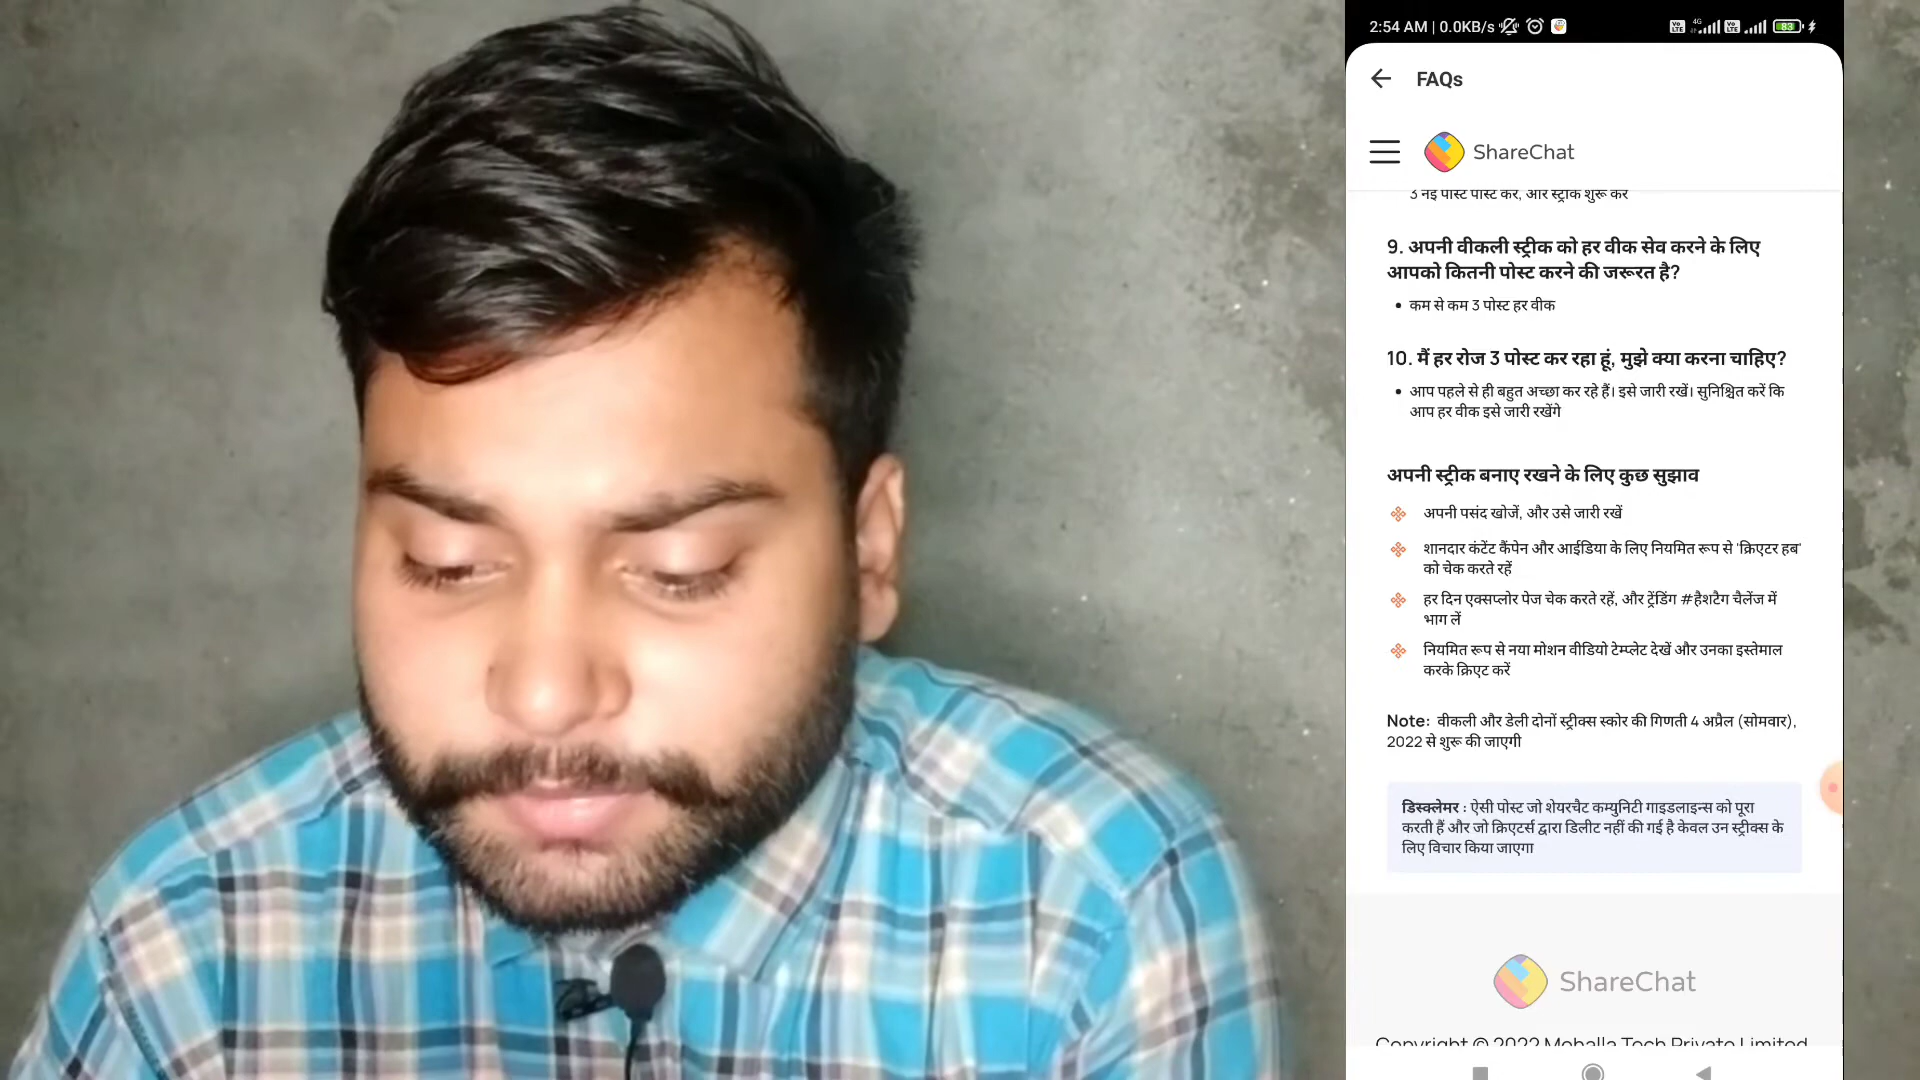 2:54 AM | 0.0KB/s
4G
83
FAQs
ShareChat
3 नई पोस्ट पोस्ट करें, और स्ट्रीक शुरू करें
9. अपनी वीकली स्ट्रीक को हर वीक सेव करने के लिए
आपको कितनी पोस्ट करने की जरूरत है?
• कम से कम 3 पोस्ट हर वीक
10. मैं हर रोज 3 पोस्ट कर रहा हूं, मुझे क्या करना चाहिए?
• आप पहले से ही बहुत अच्छा कर रहे हैं। इसे जारी रखें। सुनिश्चित करें कि
आप हर वीक इसे जारी रखेंगे
अपनी स्ट्रीक बनाए रखने के लिए कुछ सुझाव
अपनी पसंद खोजें, और उसे जारी रखें
शानदार कंटेंट कैंपेन और आईडिया के लिए नियमित रूप से 'क्रिएटर हब'
को चेक करते रहें
हर दिन एक्सप्लोर पेज चेक करते रहें, और ट्रेंडिंग #हैशटैग चैलेंज में
भाग लें
नियमित रूप से नया मोशन वीडियो टेम्प्लेट देखें और उनका इस्तेमाल
करके क्रिएट करें
Note: वीकली और डेली दोनों स्ट्रीक्स स्कोर की गिणती 4 अप्रैल (सोमवार),
2022 से शुरू की जाएगी
डिस्क्लेमर : ऐसी पोस्ट जो शेयरचैट कम्युनिटी गाइडलाइन्स को पूरा
करती हैं और जो क्रिएटर्स द्वारा डिलीट नहीं की गई है केवल उन स्ट्रीक्स के
लिए विचार किया जाएगा
ShareChat
Copyright © 2022 Mohalla Tech Private Limited